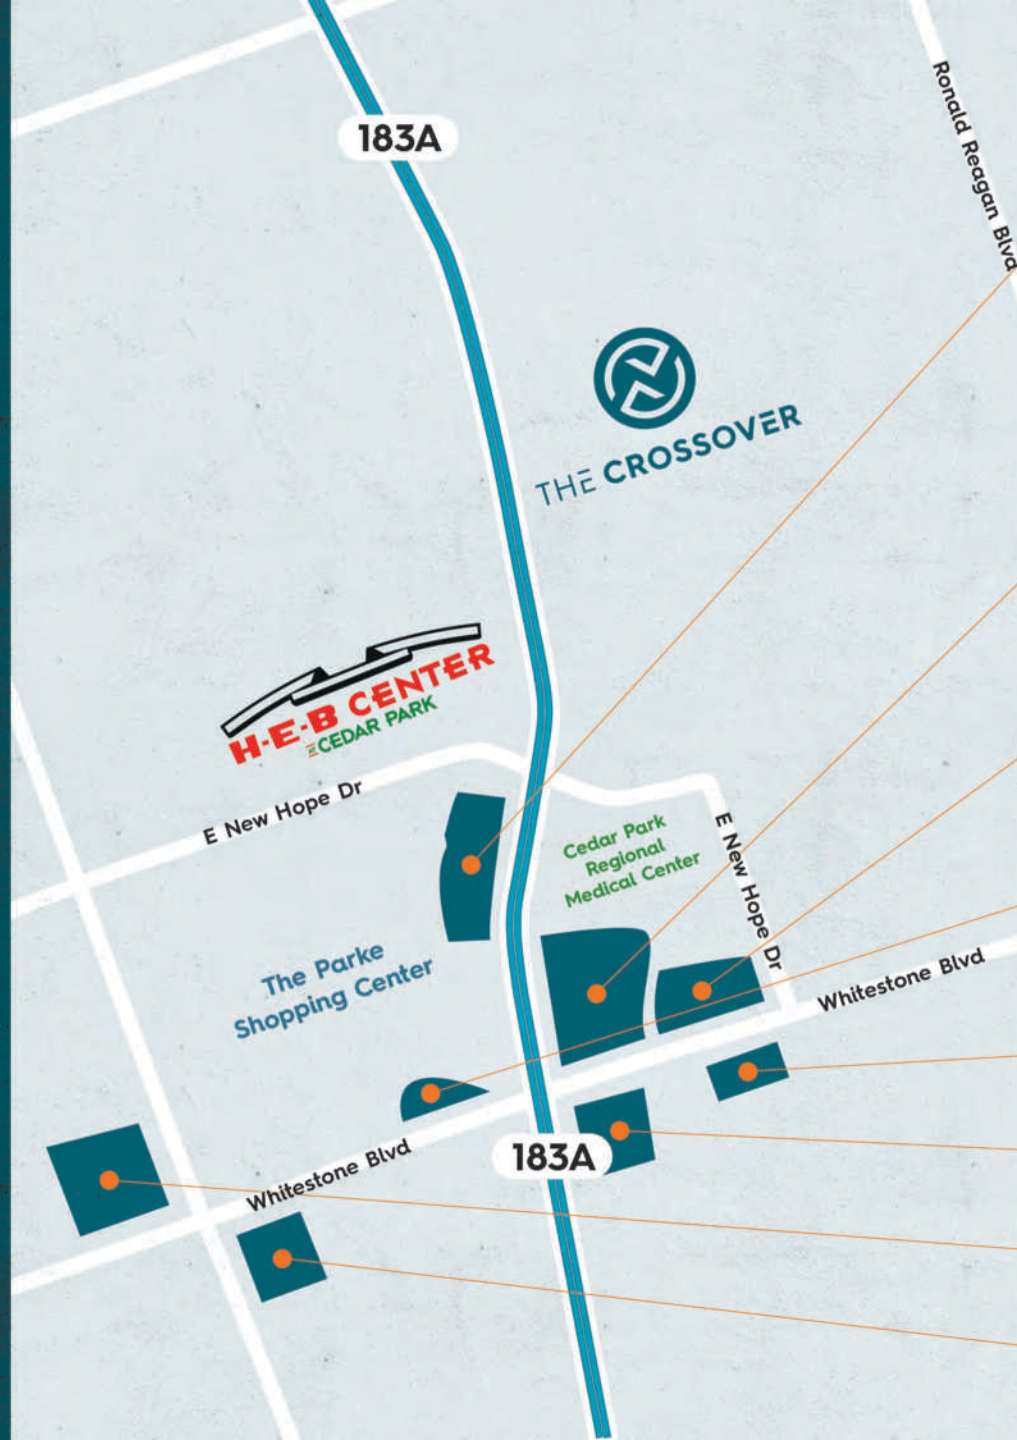 183A
Ronald Reagan Blvd
THE CROSSOVER
H-E-B CENTER
AT CEDAR PARK
E New Hope Dr
Cedar Park
Regional
Medical Center
E New Hope Dr
The Parke
Shopping Center
Whitestone Blvd
Whitestone Blvd
183A